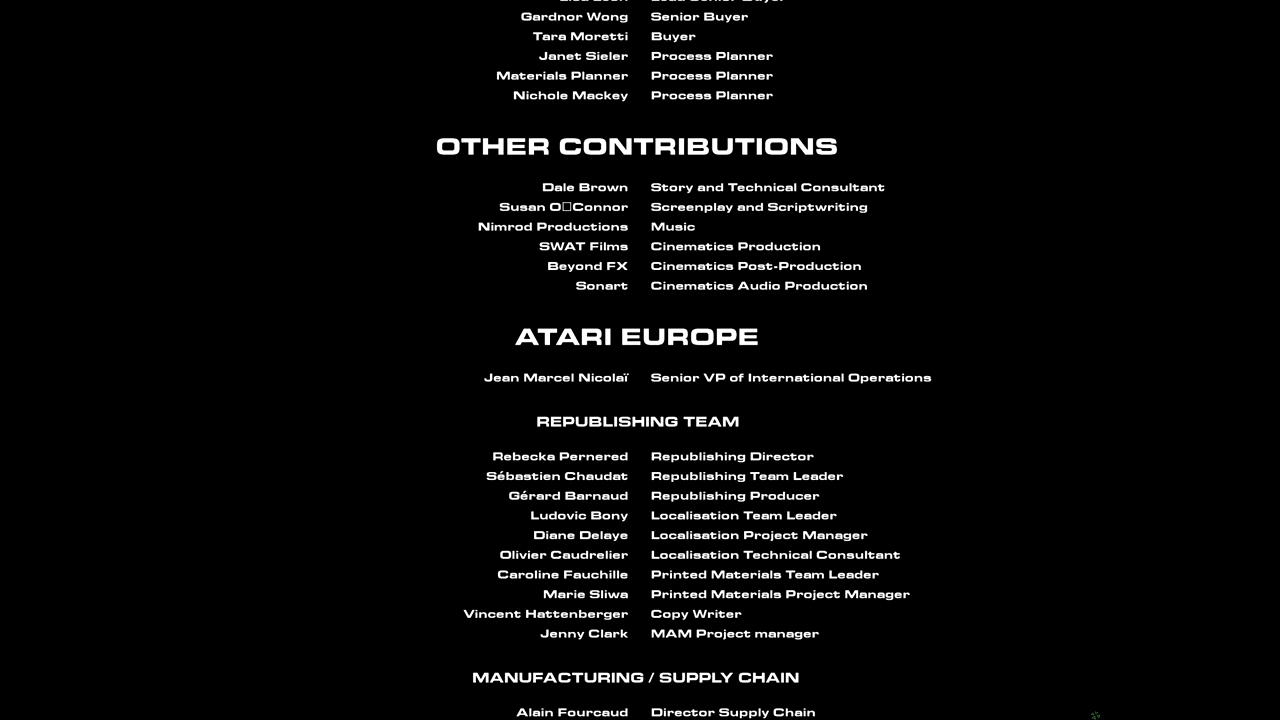 Gardnor Wong Senior Buyer
Tara Moretti Buyer
Janet Sieler Process Planner
Materials Planner Process Planner
Nichole Mackey Process Planner
OTHER CONTRIBUTIONS
Dale Brown Story and Technical Consultant
Susan O□Connor Screenplay and Scriptwriting
Nimrod Productions Music
SWAT Films Cinematics Production
Beyond FX Cinematics Post-Production
Sonart Cinematics Audio Production
ATARI EUROPE
Jean Marcel Nicolaï Senior VP of International Operations
REPUBLISHING TEAM
Rebecka Pernered Republishing Director
Sébastien Chaudat Republishing Team Leader
Gérard Barnaud Republishing Producer
Ludovic Bony Localisation Team Leader
Diane Delaye Localisation Project Manager
Olivier Caudrelier Localisation Technical Consultant
Caroline Fauchille Printed Materials Team Leader
Marie Sliwa Printed Materials Project Manager
Vincent Hattenberger Copy Writer
Jenny Clark MAM Project manager
MANUFACTURING / SUPPLY CHAIN
Alain Fourcaud Director Supply Chain